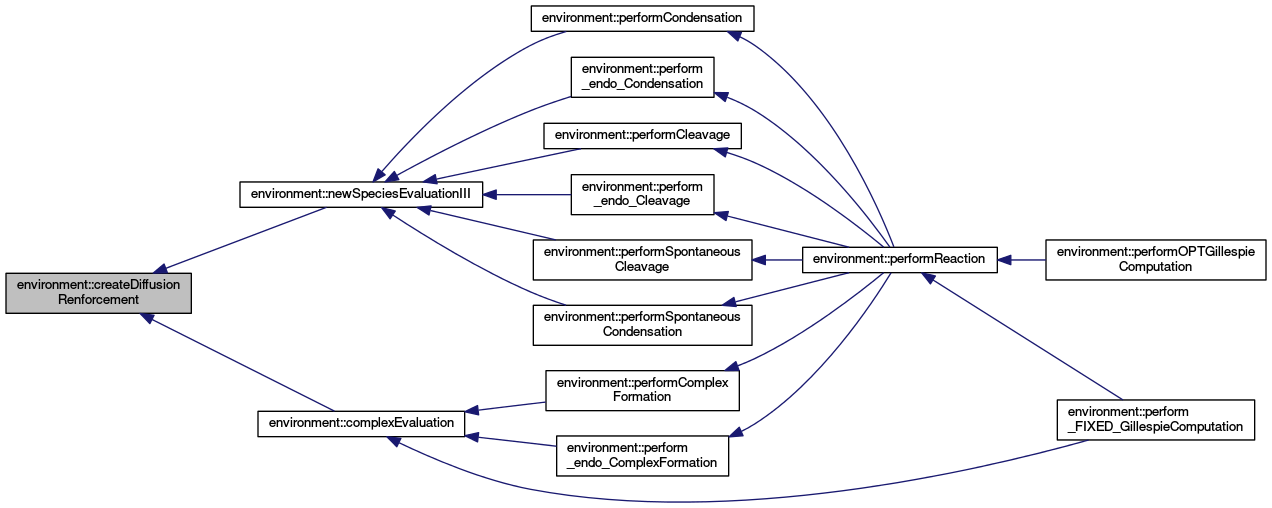 environment::performCondensation
environment::perform
_endo_Condensation
environment::performCleavage
environment::newSpeciesEvaluationIII
environment::perform
_endo_Cleavage
environment::performSpontaneous
Cleavage
environment::performReaction
environment::performOPTGillespie
Computation
environment::createDiffusion
Renforcement
environment::performSpontaneous
Condensation
environment::performComplex
Formation
environment::complexEvaluation
environment::perform
_FIXED_GillespieComputation
environment::perform
_endo_ComplexFormation